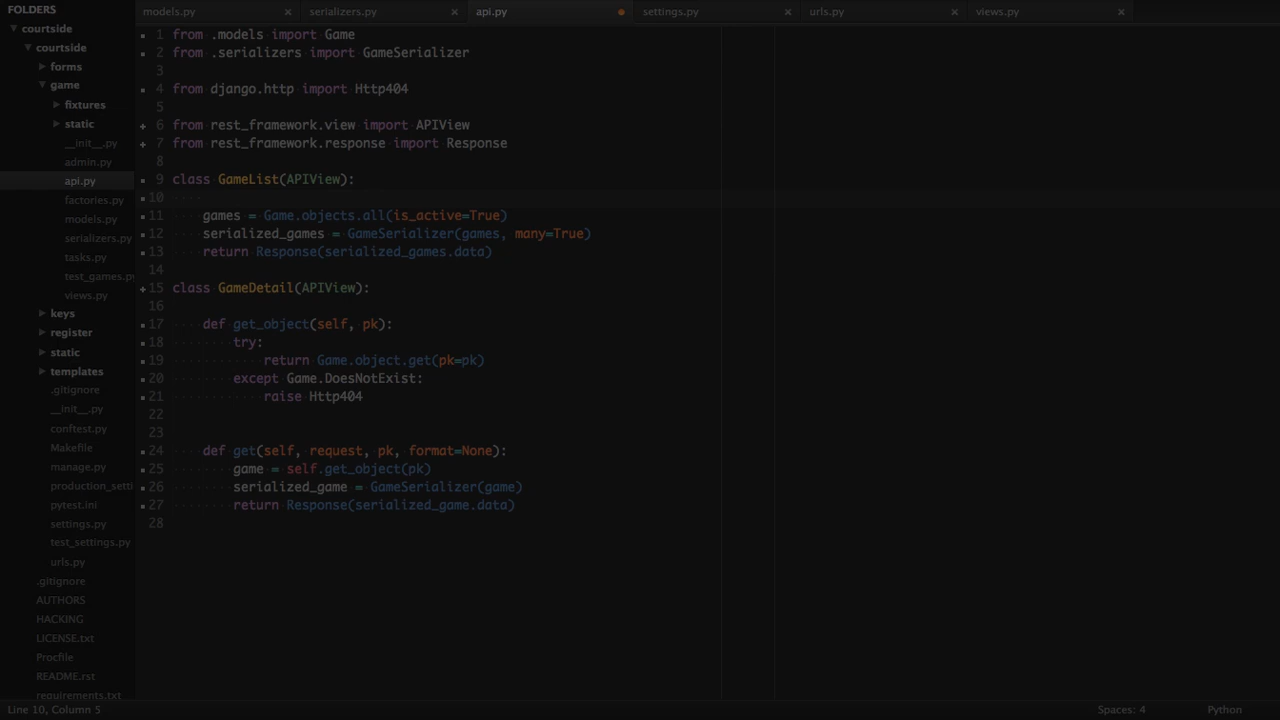 FOLDERS
courtside
courtside
forms
game
fixtures
static
__init__.py
admin.py
api.py
factories.py
models.py
serializers.py
tasks.py
test_games.py
views.py
keys
register
static
templates
.gitignore
__init__.py
conftest.py
Makefile
manage.py
production_setti
pytest.ini
settings.py
test_settings.py
urls.py
.gitignore
AUTHORS
HACKING
LICENSE.txt
Procfile
README.rst
requirements.txt
models.py × serializers.py × api.py settings.py × urls.py × views.py ×
1 from .models import Game
2 from .serializers import GameSerializer
3
4 from django.http import Http404
5
6 from rest_framework.view import APIView
7 from rest_framework.response import Response
8
9 class GameList(APIView):
10
11 games = Game.objects.all(is_active=True)
12 serialized_games = GameSerializer(games, many=True)
13 return Response(serialized_games.data)
14
15 class GameDetail(APIView):
16
17 def get_object(self, pk):
18 try:
19 return Game.object.get(pk=pk)
20 except Game.DoesNotExist:
21 raise Http404
22
23
24 def get(self, request, pk, format=None):
25 game = self.get_object(pk)
26 serialized_game = GameSerializer(game)
27 return Response(serialized_game.data)
28
Line 10, Column 5 Spaces: 4 Python